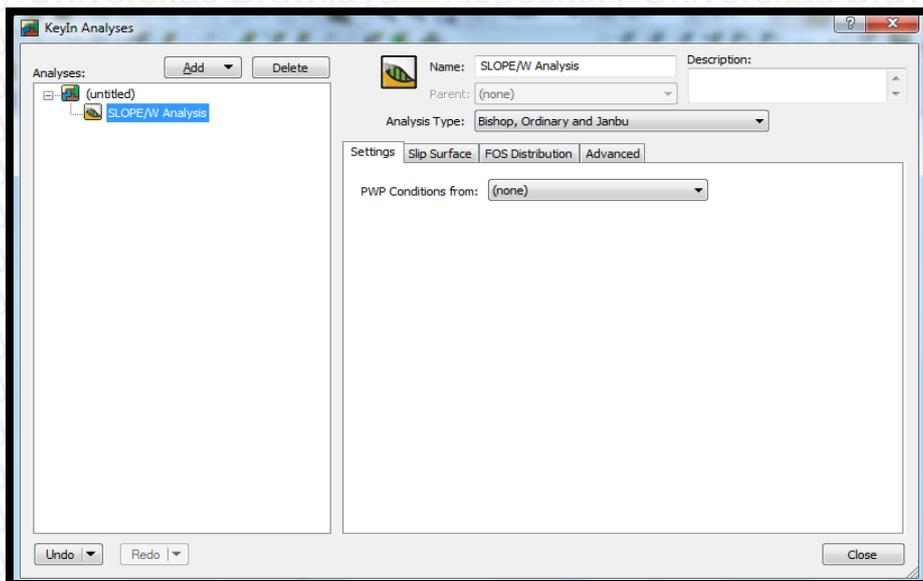 KeyIn Analyses
Analyses:
Add
Delete
(untitled)
SLOPE/W Analysis
Name: SLOPE/W Analysis
Description:
Parent: (none)
Analysis Type: Bishop, Ordinary and Janbu
Settings Slip Surface FOS Distribution Advanced
PWP Conditions from: (none)
Undo
Redo
Close